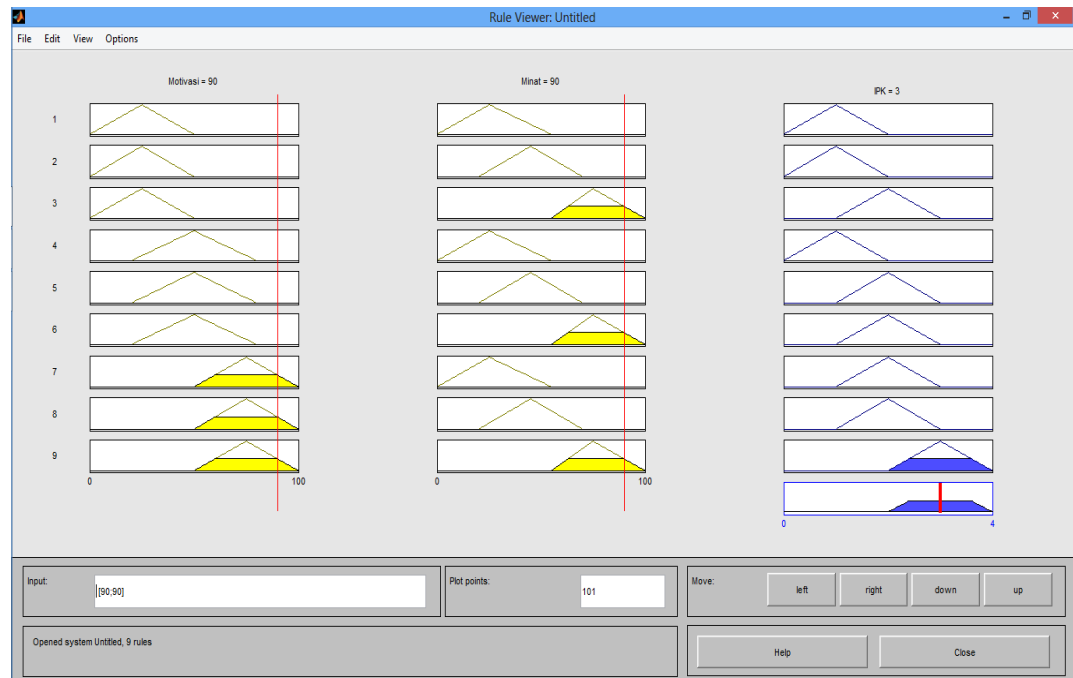 Rule Viewer: Untitled
File Edit View Options
Motivasi = 90
Minat = 90
IPK = 3
1
2
3
4
5
6
7
8
9
0 100
0 100
0 4
Input:
[90;90]
Plot points:
101
Move:
left
right
down
up
Opened system Untitled, 9 rules
Help
Close